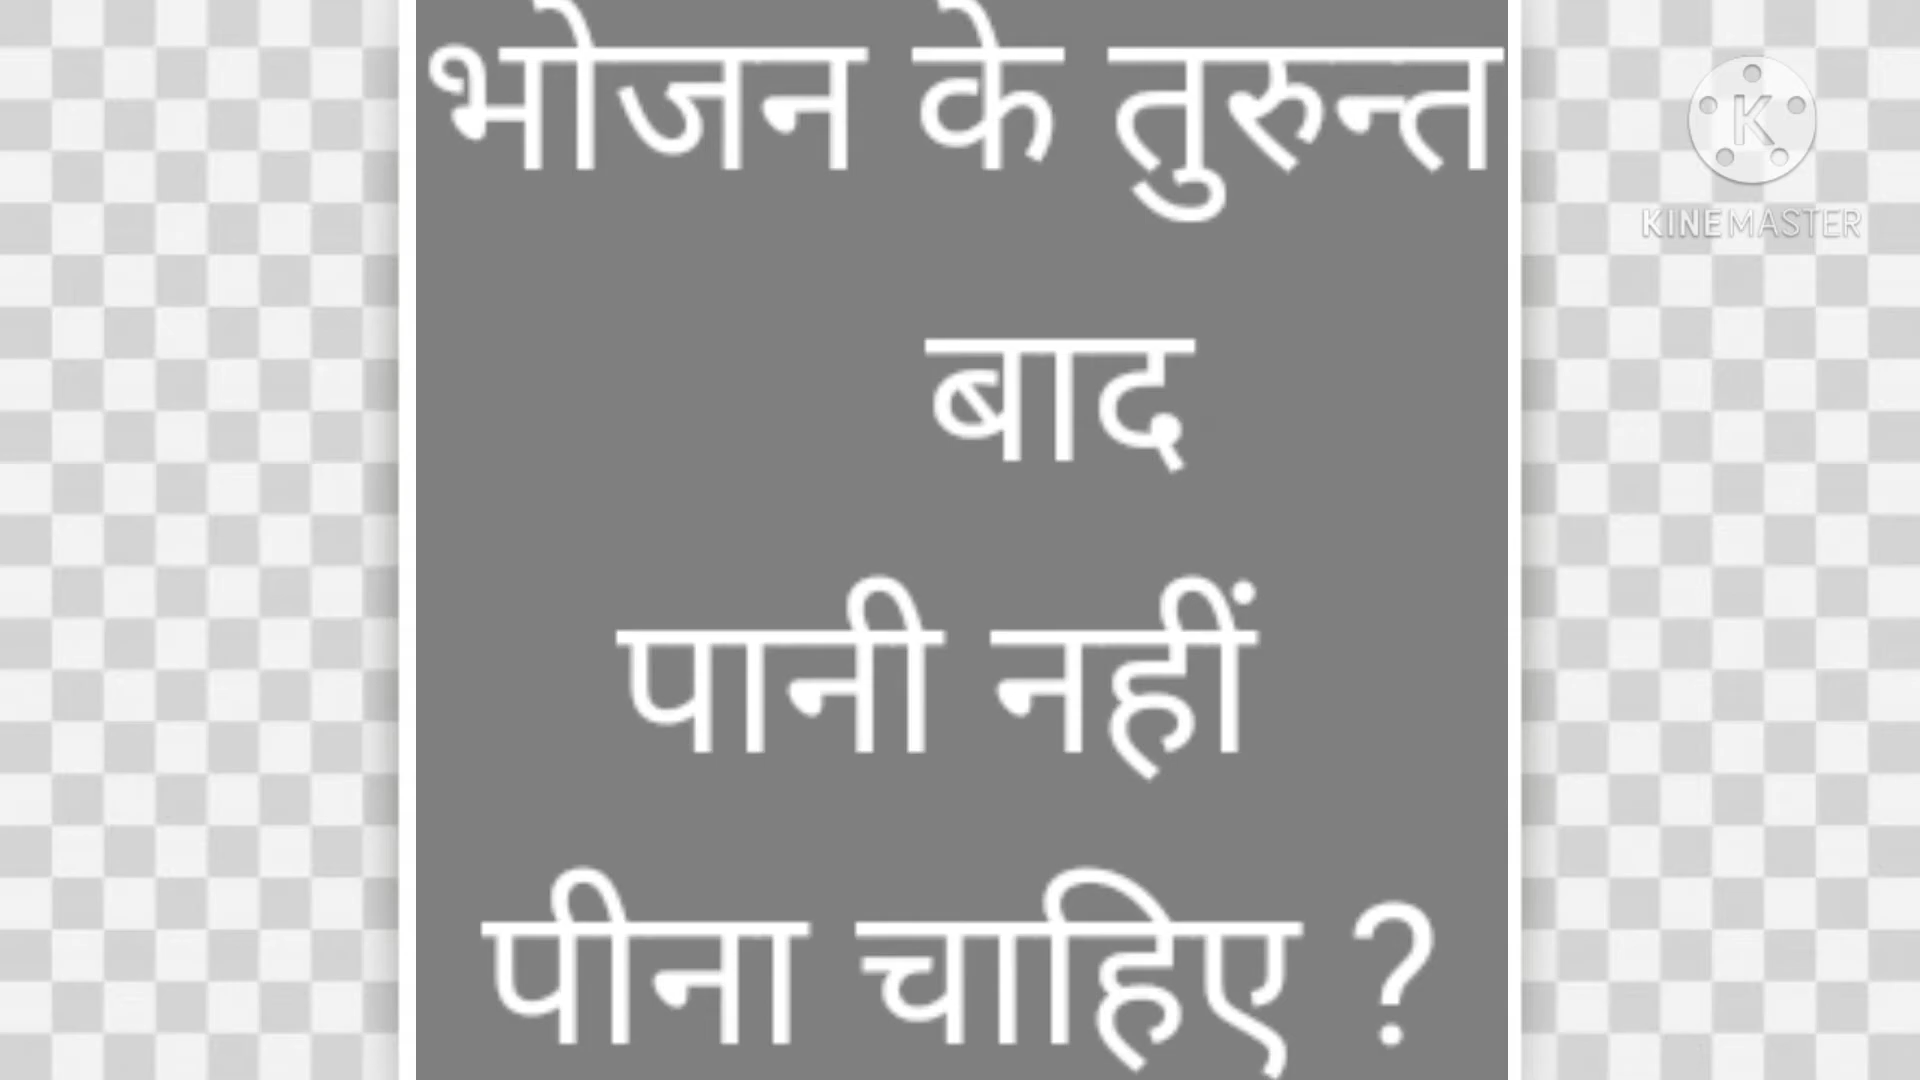 भोजन के तुरुन्त
बाद
पानी नहीं
पीना चाहिए ?
K
KINEMASTER